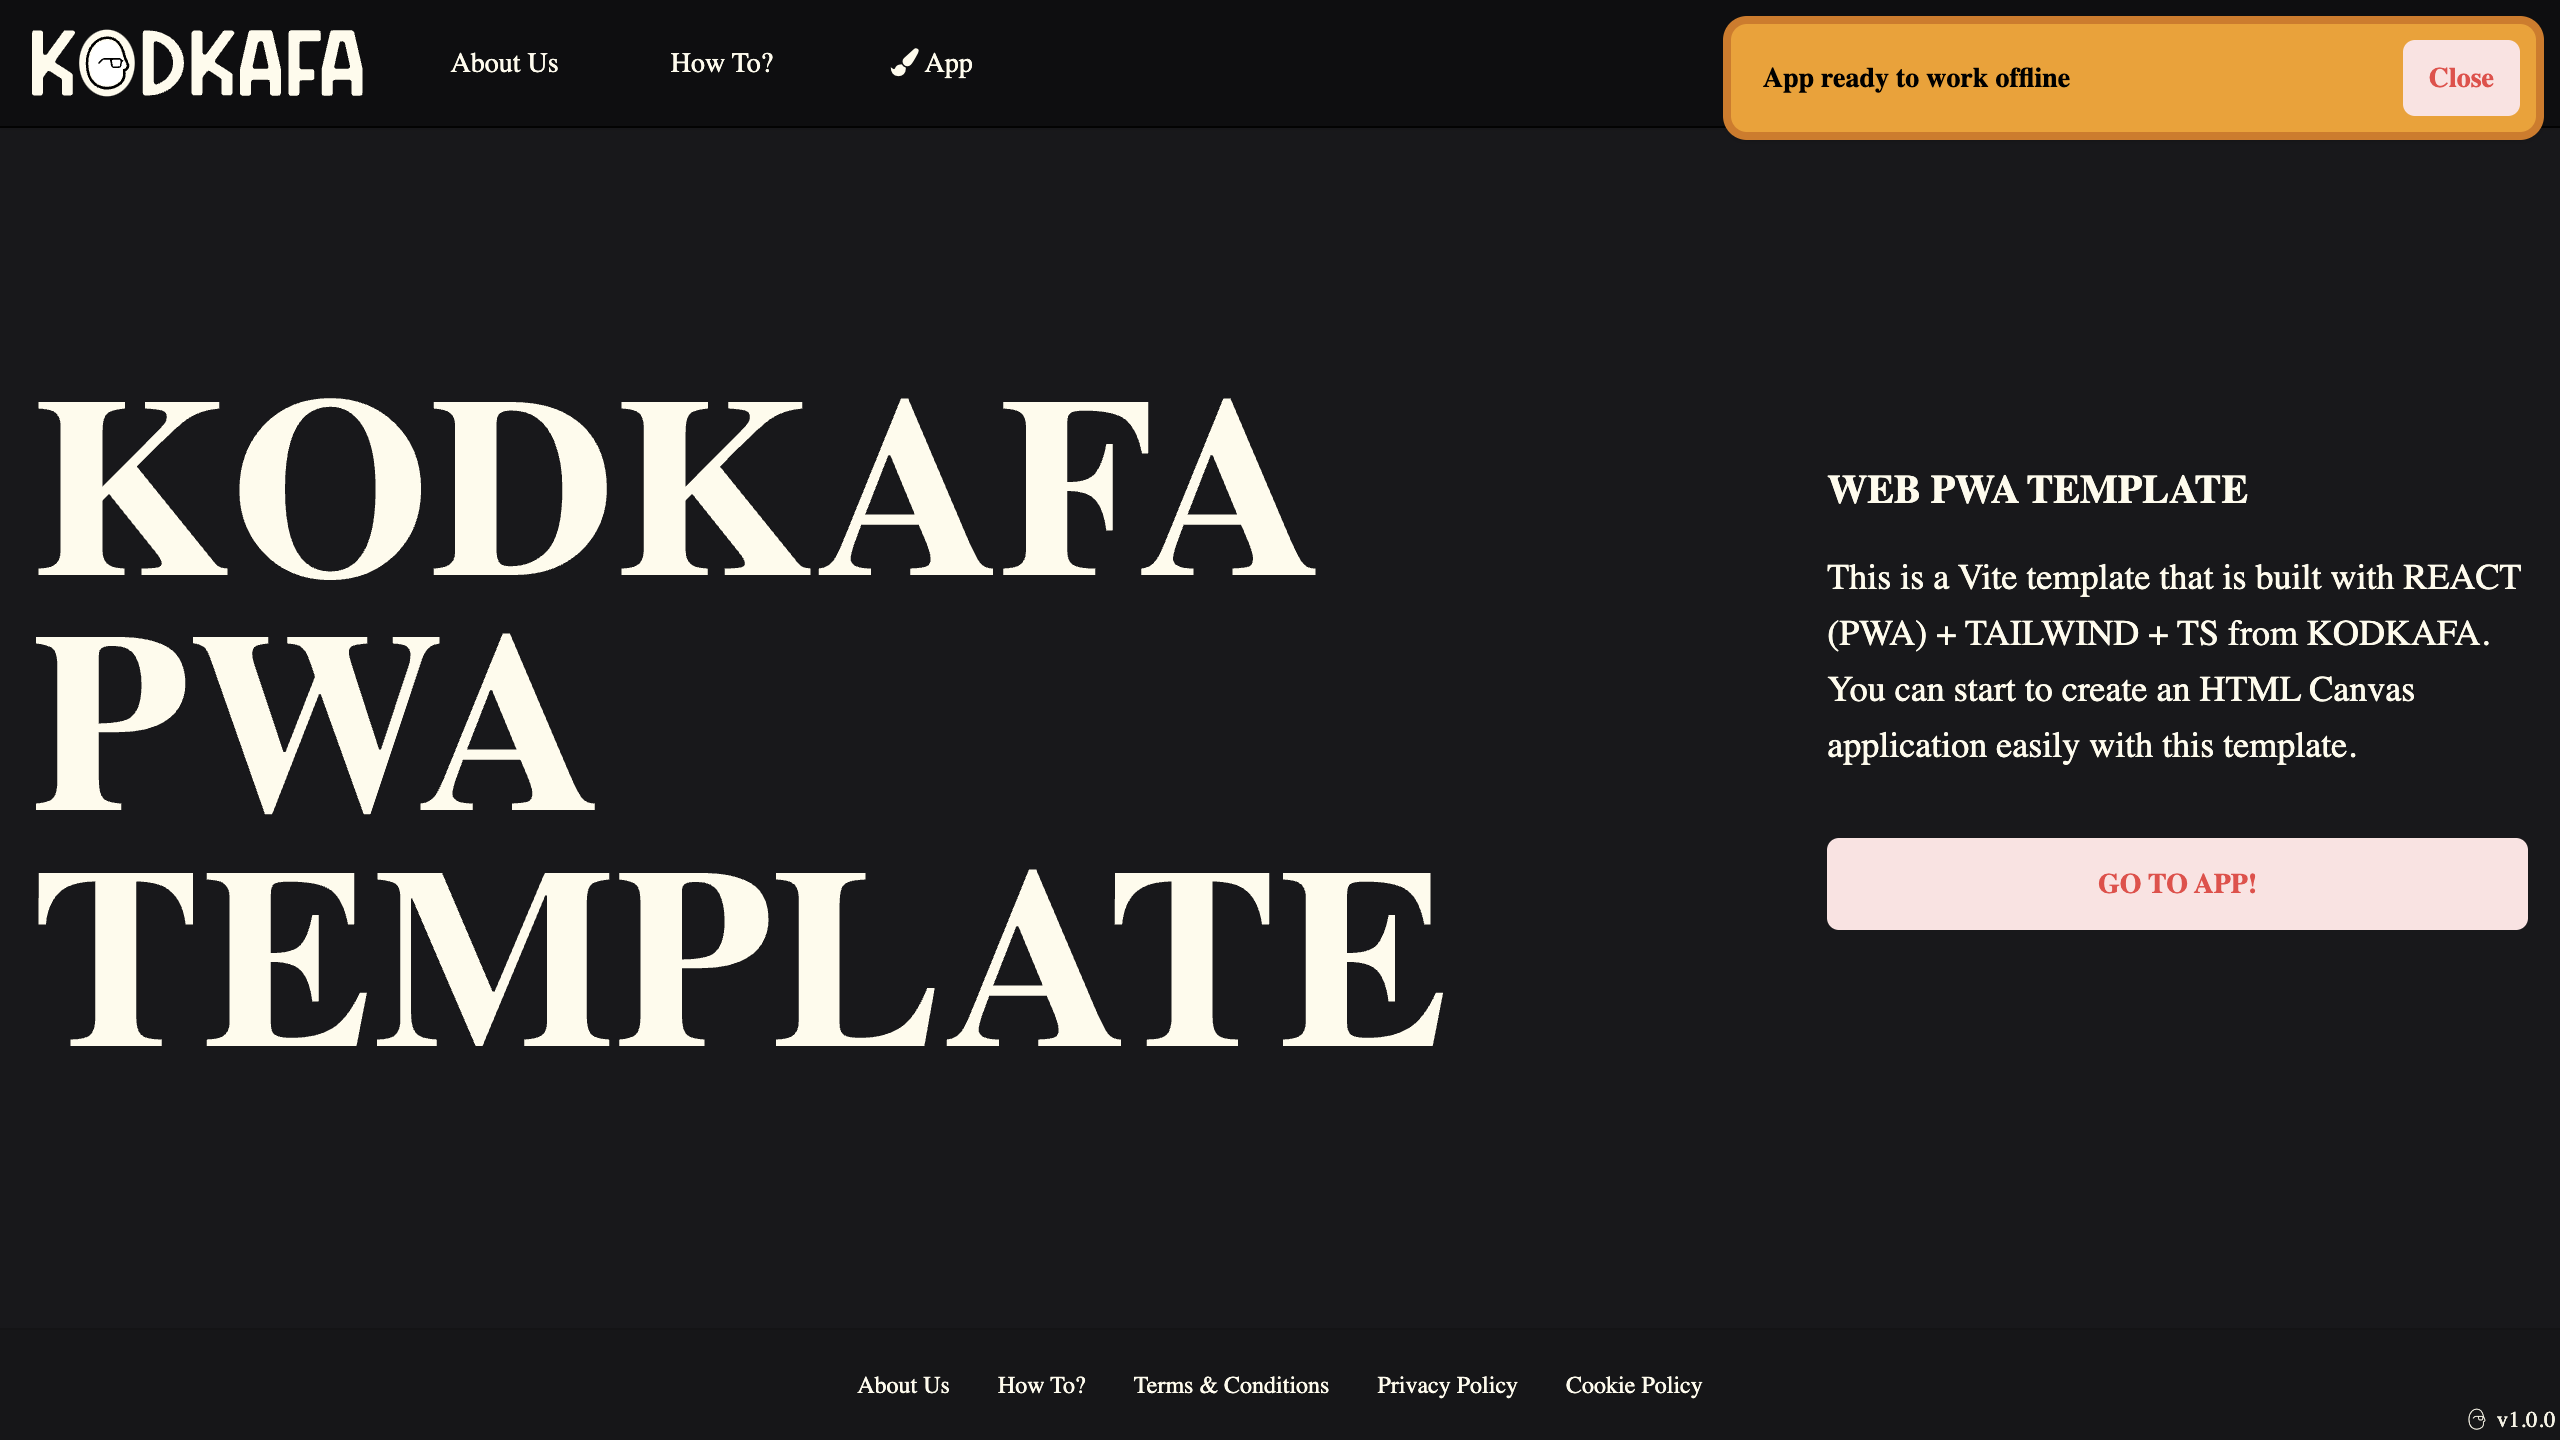 KODKAFA
About Us
How To?
App
App ready to work offline
Close
KODKAFA
PWA
TEMPLATE
WEB PWA TEMPLATE
This is a Vite template that is built with REACT
(PWA) + TAILWIND + TS from KODKAFA.
You can start to create an HTML Canvas
application easily with this template.
GO TO APP!
About Us
How To?
Terms & Conditions
Privacy Policy
Cookie Policy
v1.0.0